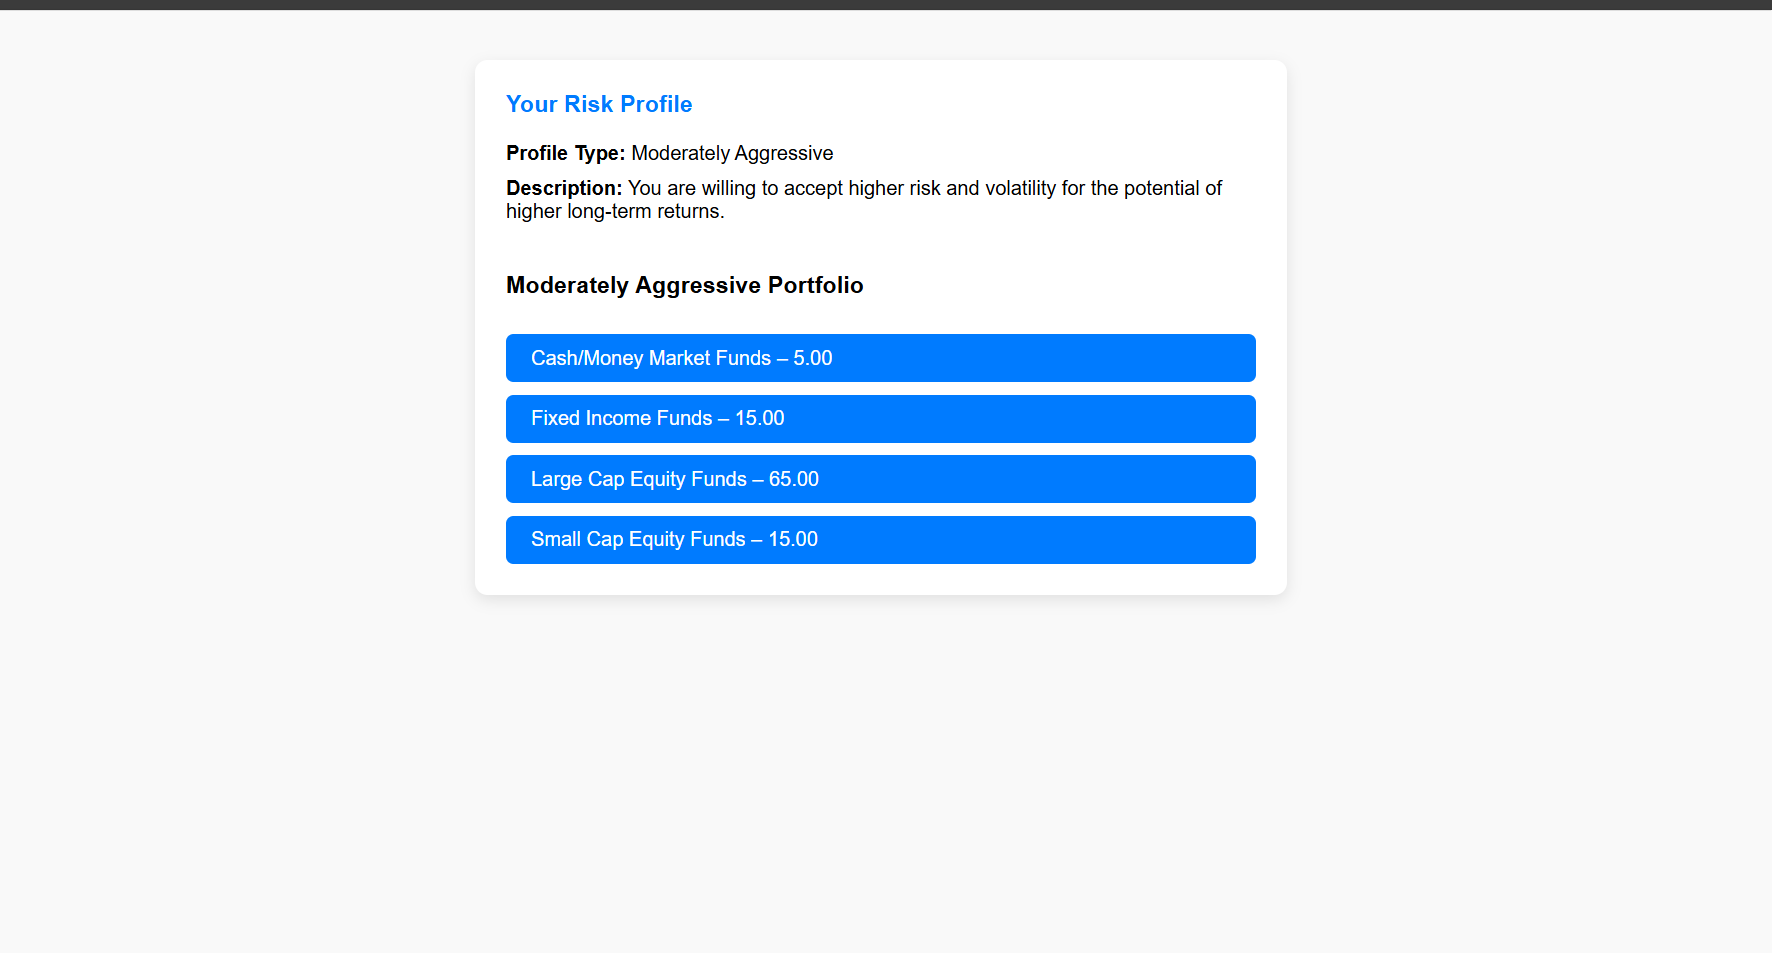 Your Risk Profile
Profile Type: Moderately Aggressive
Description: You are willing to accept higher risk and volatility for the potential of
higher long-term returns.
Moderately Aggressive Portfolio
Cash/Money Market Funds – 5.00
Fixed Income Funds – 15.00
Large Cap Equity Funds – 65.00
Small Cap Equity Funds – 15.00